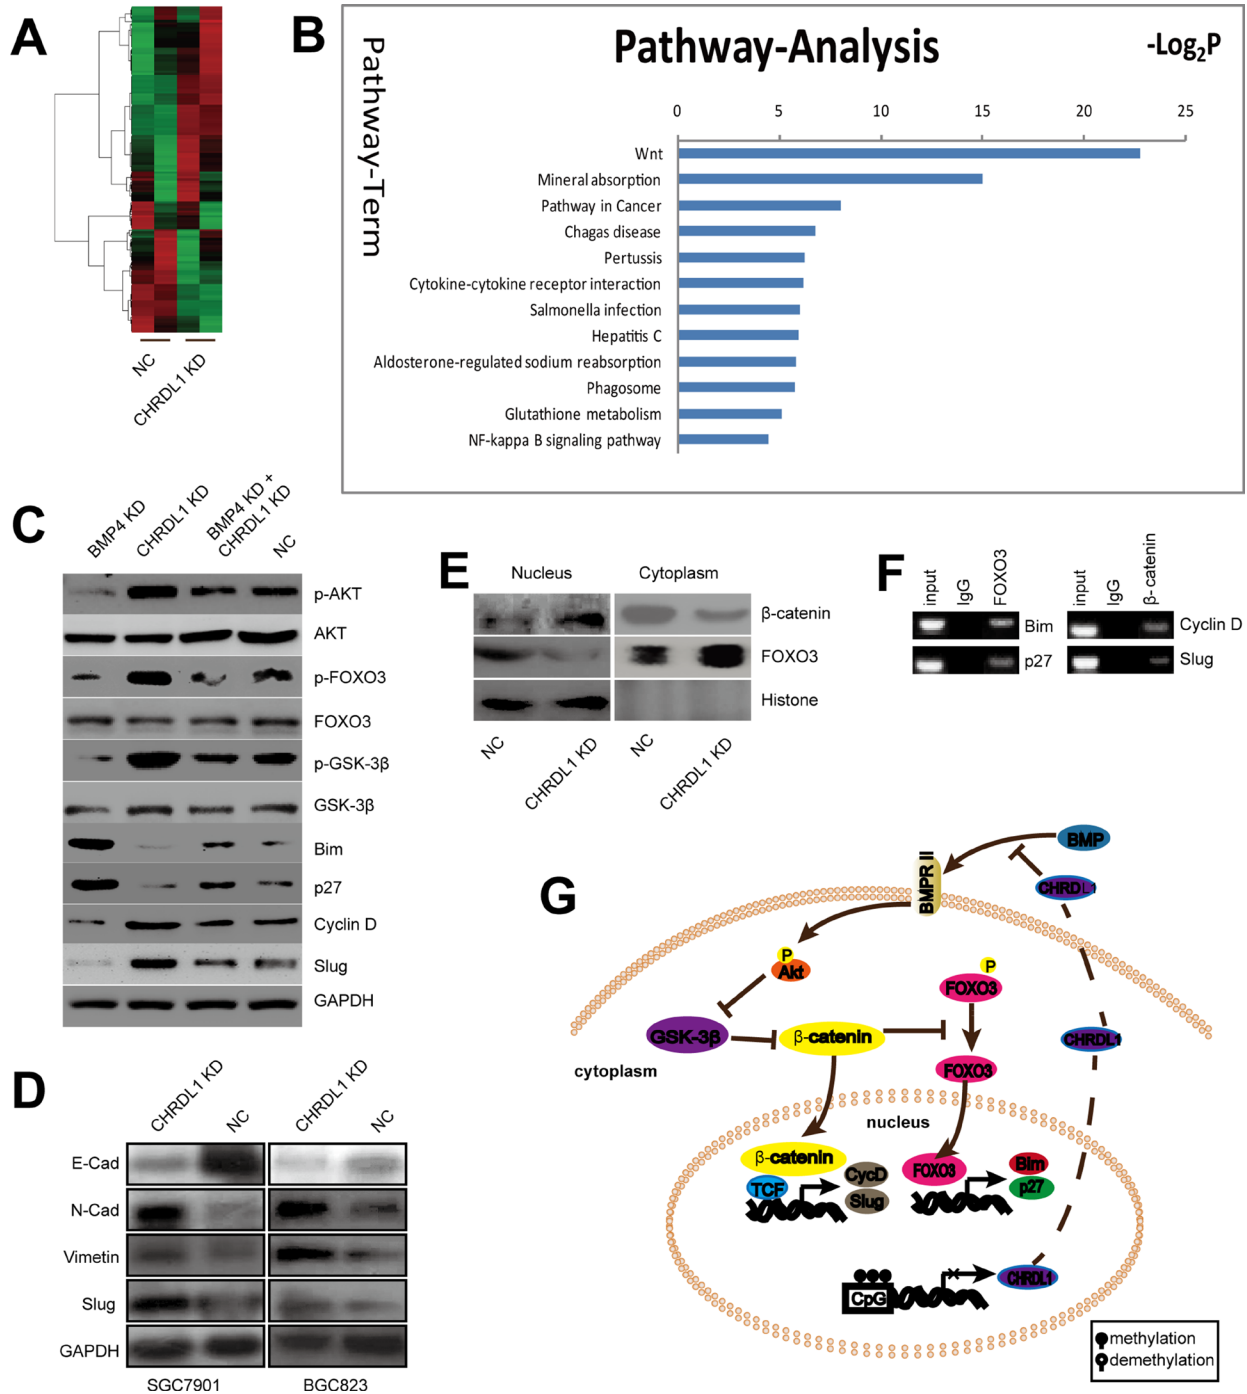 A
NC
CHRDL1 KD
B
Pathway-Analysis
-Log₂P
Pathway-Term
0 5 10 15 20 25
Wnt
Mineral absorption
Pathway in Cancer
Chagas disease
Pertussis
Cytokine-cytokine receptor interaction
Salmonella infection
Hepatitis C
Aldosterone-regulated sodium reabsorption
Phagosome
Glutathione metabolism
NF-kappa B signaling pathway
C
BMP4 KD
CHRDL1 KD
BMP4 KD +
CHRDL1 KD
NC
p-AKT
AKT
p-FOXO3
FOXO3
p-GSK-3β
GSK-3β
Bim
p27
Cyclin D
Slug
GAPDH
D
CHRDL1 KD
NC
CHRDL1 KD
NC
E-Cad
N-Cad
Vimetin
Slug
GAPDH
SGC7901
BGC823
E
Nucleus
Cytoplasm
β-catenin
FOXO3
Histone
NC
CHRDL1 KD
NC
CHRDL1 KD
F
input
IgG
FOXO3
Bim
p27
input
IgG
β-catenin
Cyclin D
Slug
G
BMP
CHRDL1
BMPR II
P
Akt
P
FOXO3
GSK-3β
β-catenin
CHRDL1
FOXO3
cytoplasm
nucleus
β-catenin
TCF
CycD
Slug
FOXO3
Bim
p27
CpG
CHRDL1
methylation
demethylation